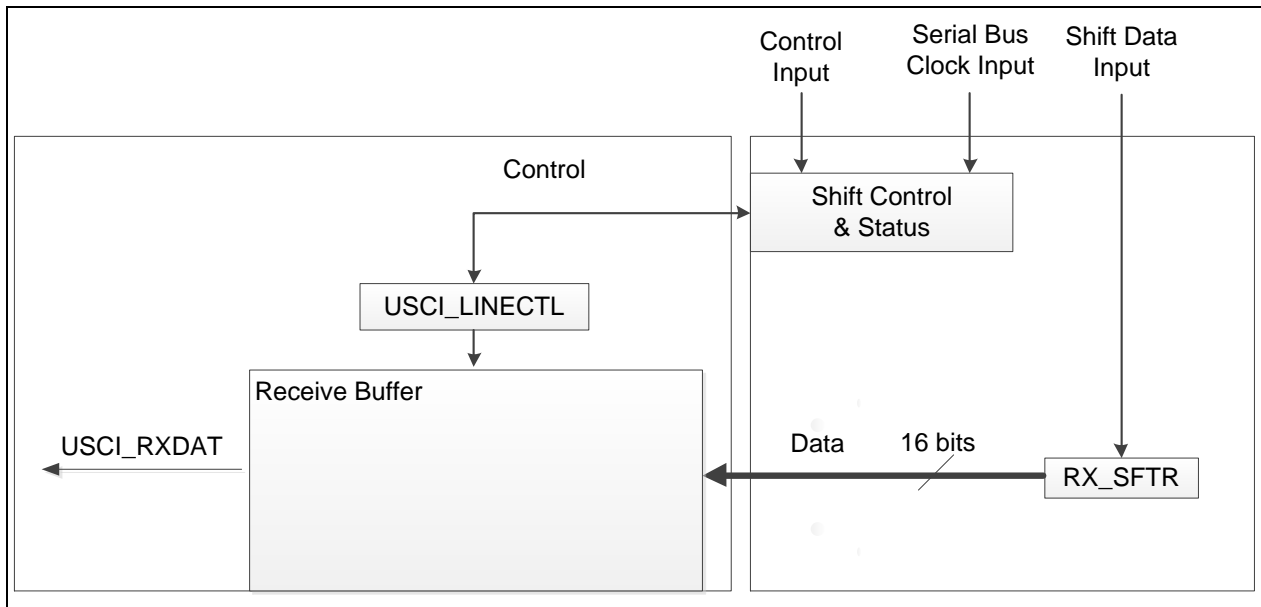 Control
Input
Serial Bus
Clock Input
Shift Data
Input
Control
Shift Control
& Status
USCI_LINECTL
Receive Buffer
USCI_RXDAT
Data
16 bits
RX_SFTR